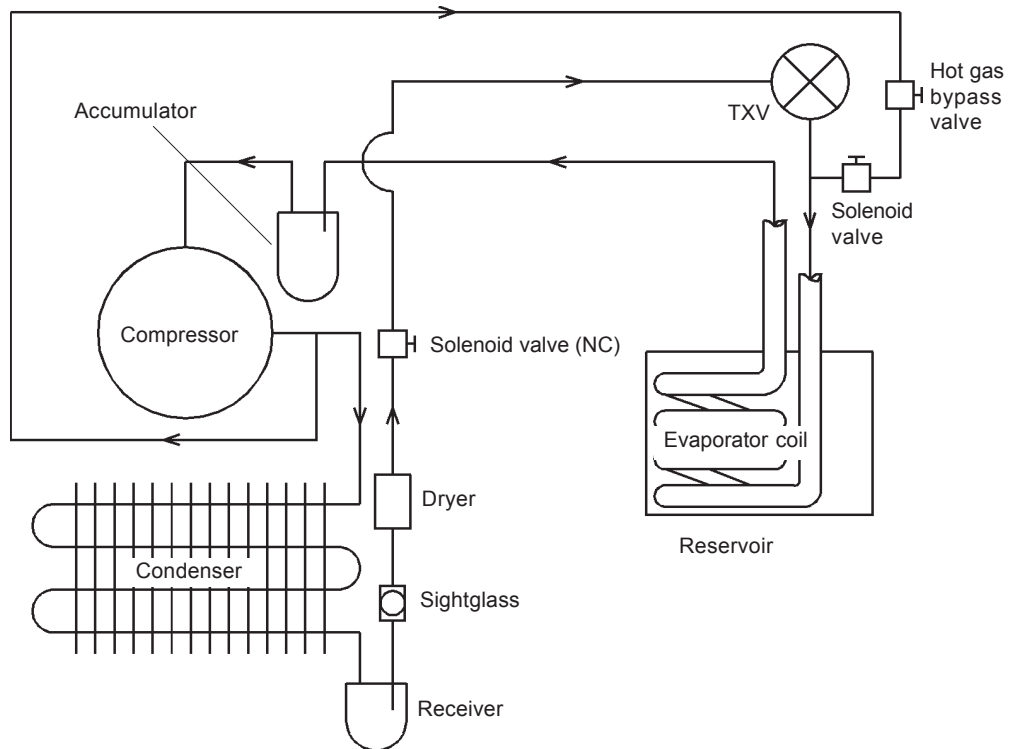 Hot gas
bypass
valve
TXV
Accumulator
Solenoid
valve
Compressor
Solenoid valve (NC)
Evaporator coil
Dryer
Reservoir
Condenser
Sightglass
Receiver